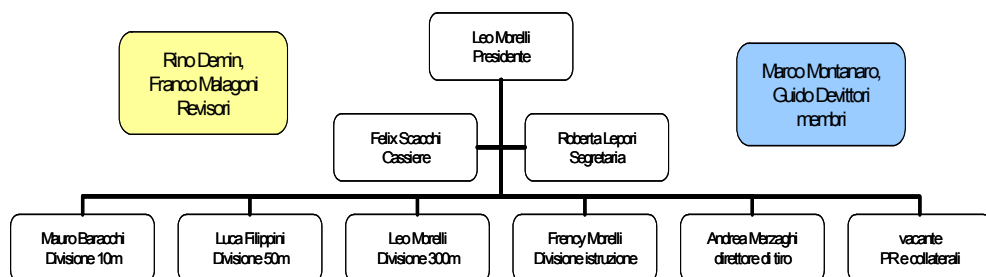 Leo Morelli
Presidente
Rino Demin,
Franco Malagoni
Revisori
Marco Montanaro,
Guido Devittori
membri
Felix Scacchi
Cassiere
Roberta Lepori
Segretaria
Mauro Baracchi
Divisione 10m
Luca Filippini
Divisione 50m
Leo Morelli
Divisione 300m
Frency Morelli
Divisione istruzione
Andrea Merzaghi
direttore di tiro
vacante
PR e collaterali